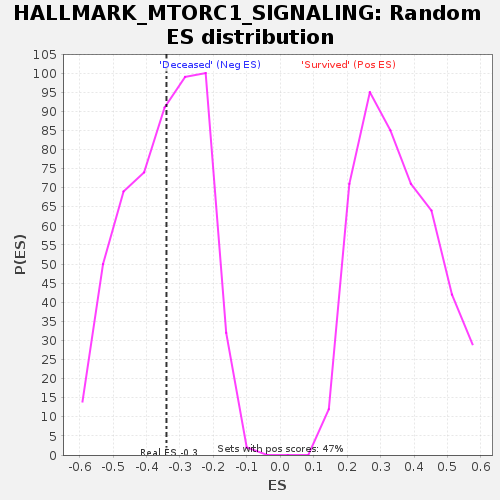 HALLMARK_MTORC1_SIGNALING: Random
ES distribution
'Deceased' (Neg ES)
'Survived' (Pos ES)
105
100
95
90
85
80
75
70
65
60
55
50
45
40
35
30
25
20
15
10
5
0
P(ES)
Real ES -0.3
Sets with pos scores: 47%
-0.6 -0.5 -0.4 -0.3 -0.2 -0.1 0.0 0.1 0.2 0.3 0.4 0.5 0.6
ES